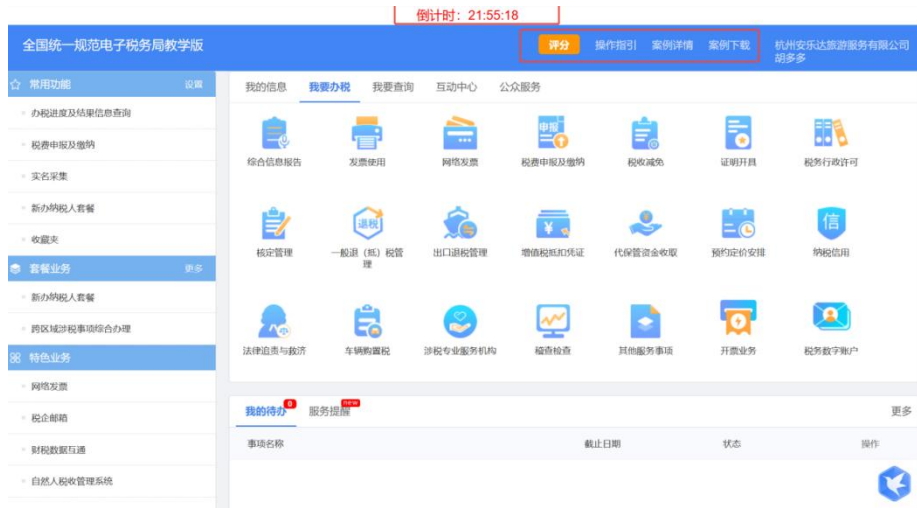 倒计时：21:55:18
全国统一规范电子税务局教学版
评分 操作指引 案例详情 案例下载
杭州安乐达旅游服务有限公司
胡多多
常用功能 设置
办税进度及结果信息查询
税费申报及缴纳
实名采集
新办纳税人套餐
收藏夹
套餐业务 更多
新办纳税人套餐
跨区域涉税事项综合办理
特色业务
网络发票
税企邮箱
财税数据互通
自然人税收管理系统
我的信息 我要办税 我要查询 互动中心 公众服务
申报
综合信息报告 发票使用 网络发票 税费申报及缴纳 税收减免 证明开具 税务行政许可
退税
信
核定管理 一般退（抵）税管
理 出口退税管理 增值税抵扣凭证 代保管资金收取 预约定价安排 纳税信用
法律追责与救济 车辆购置税 涉税专业服务机构 稽查检查 其他服务事项 开票业务 税务数字账户
我的待办 0 服务提醒 new 更多
事项名称 截止日期 状态 操作